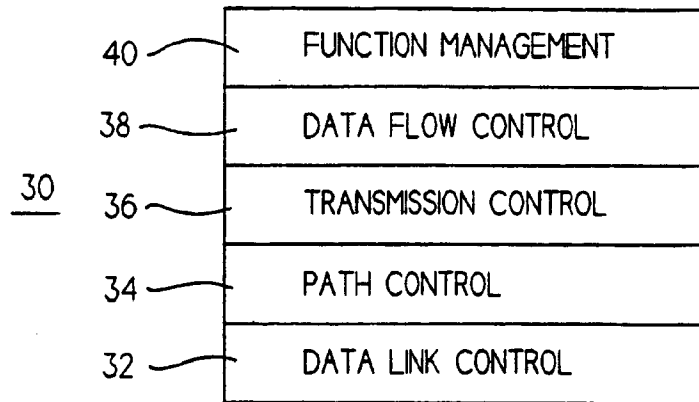 40 FUNCTION MANAGEMENT
38 DATA FLOW CONTROL
30
36 TRANSMISSION CONTROL
34 PATH CONTROL
32 DATA LINK CONTROL